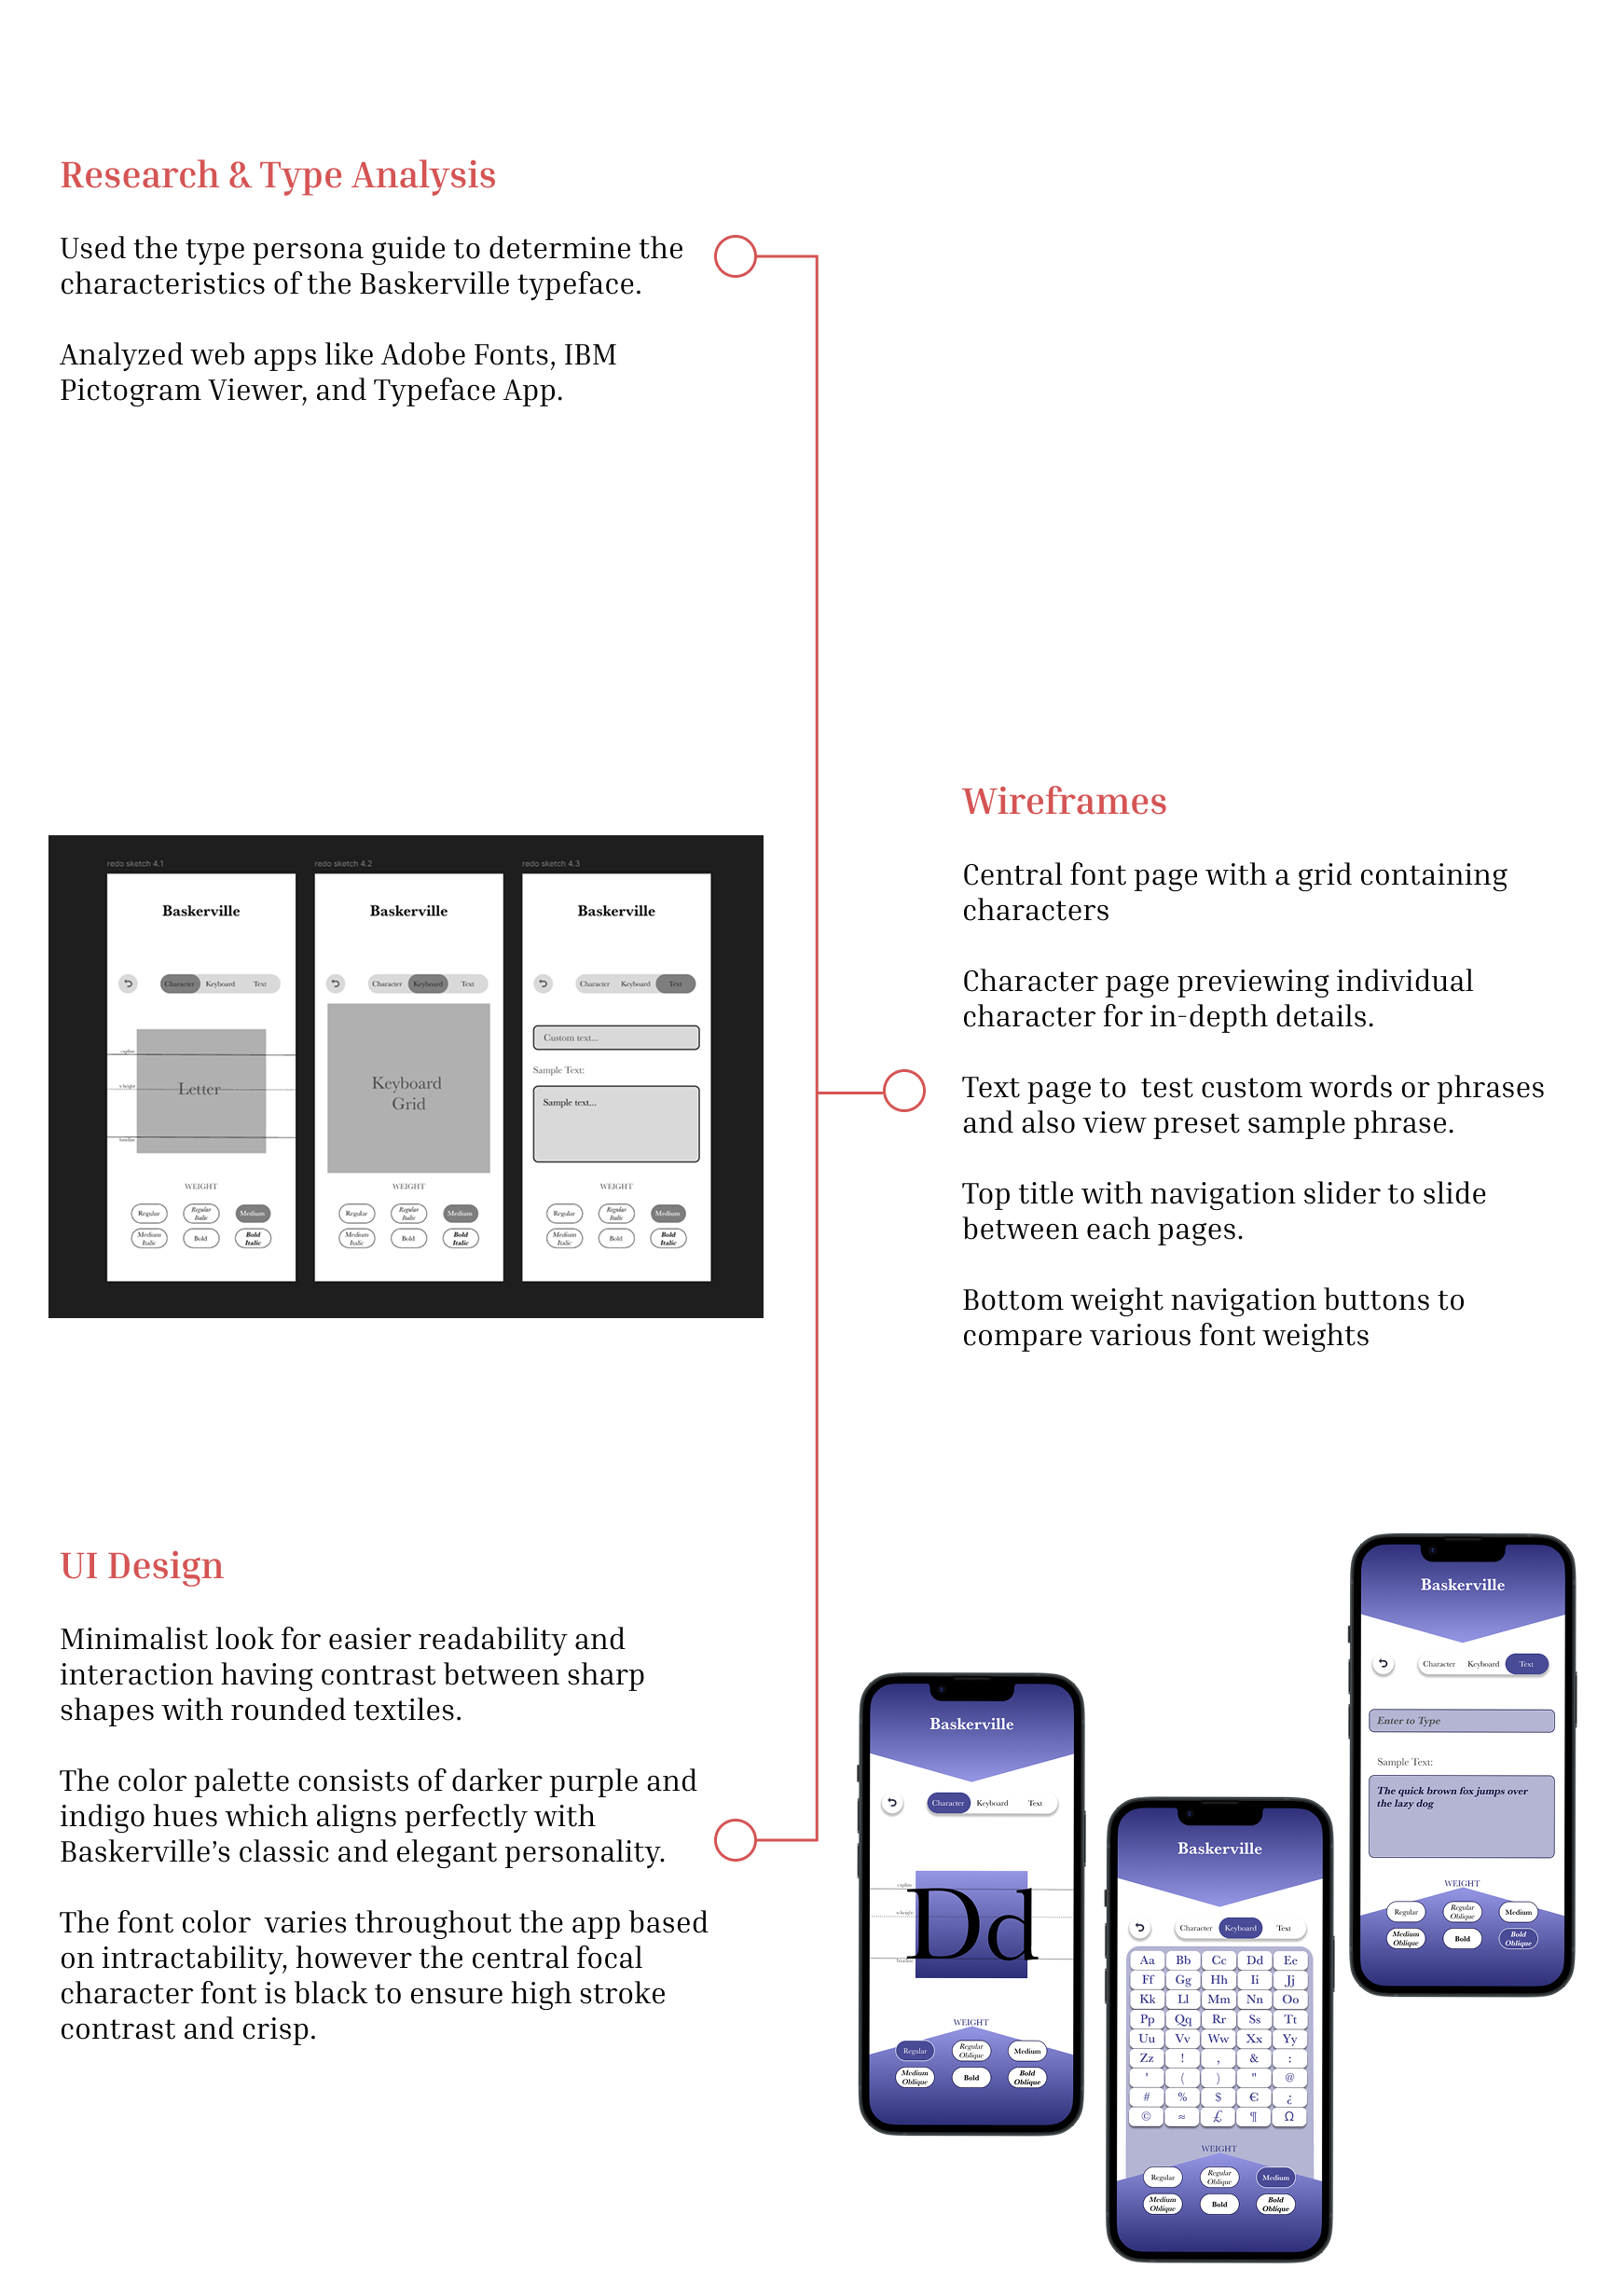 Research & Type Analysis
Used the type persona guide to determine the
characteristics of the Baskerville typeface.
Analyzed web apps like Adobe Fonts, IBM
Pictogram Viewer, and Typeface App.
redo sketch 4.1
Baskerville
Character Keyboard Text
capline
x-height
Letter
baseline
WEIGHT
Regular
Regular
Italic
Medium
Medium
Italic
Bold
Bold
Italic
redo sketch 4.2
Baskerville
Character Keyboard Text
Keyboard
Grid
WEIGHT
Regular
Regular
Italic
Medium
Medium
Italic
Bold
Bold
Italic
redo sketch 4.3
Baskerville
Character Keyboard Text
Custom text...
Sample Text:
Sample text...
WEIGHT
Regular
Regular
Italic
Medium
Medium
Italic
Bold
Bold
Italic
Wireframes
Central font page with a grid containing
characters
Character page previewing individual
character for in-depth details.
Text page to  test custom words or phrases
and also view preset sample phrase.
Top title with navigation slider to slide
between each pages.
Bottom weight navigation buttons to
compare various font weights
UI Design
Minimalist look for easier readability and
interaction having contrast between sharp
shapes with rounded textiles.
The color palette consists of darker purple and
indigo hues which aligns perfectly with
Baskerville’s classic and elegant personality.
The font color  varies throughout the app based
on intractability, however the central focal
character font is black to ensure high stroke
contrast and crisp.
Baskerville
Character Keyboard Text
capline
x-height
Dd
baseline
WEIGHT
Regular
Regular
Oblique
Medium
Medium
Oblique
Bold
Bold
Oblique
Baskerville
Character Keyboard Text
Aa Bb Cc Dd Ee
Ff Gg Hh Ii Jj
Kk Ll Mm Nn Oo
Pp Qq Rr Ss Tt
Uu Vv Ww Xx Yy
Zz ! , & :
' ( ) " @
# % $ € ¿
© ≈ £ ¶ Ω
WEIGHT
Regular
Regular
Oblique
Medium
Medium
Oblique
Bold
Bold
Oblique
Baskerville
Character Keyboard Text
Enter to Type
Sample Text:
The quick brown fox jumps over
the lazy dog
WEIGHT
Regular
Regular
Oblique
Medium
Medium
Oblique
Bold
Bold
Oblique